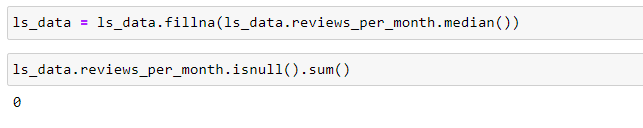 ls_data = ls_data.fillna(ls_data.reviews_per_month.median())
ls_data.reviews_per_month.isnull().sum()
0